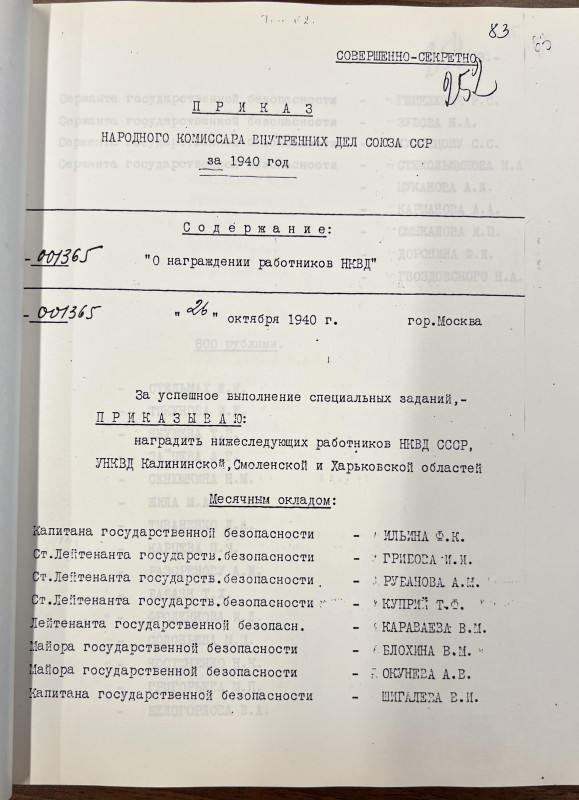 83
СОВЕРШЕННО-СЕКРЕТНО
252
П Р И К А З
НАРОДНОГО КОМИССАРА ВНУТРЕННИХ ДЕЛ СОЮЗА ССР
за 1940 год
С о д е р ж а н и е:
- 001365
"О награждении работников НКВД"
- 001365 "26" октября 1940 г. гор.Москва
За успешное выполнение специальных заданий,-
П Р И К А З Ы В А Ю:
наградить нижеследующих работников НКВД СССР,
УНКВД Калининской, Смоленской и Харьковской областей
Месячным окладом:
Капитана государственной безопасности - ИЛЬИНА Ф.К.
Ст.Лейтенанта государств.безопасности - ГРИБОВА И.И.
Ст.Лейтенанта государств.безопасности - РУБАНОВА А.М.
Ст.Лейтенанта государств.безопасности - КУПРИЙ Т.Ф.
Лейтенанта государственной безопасн. - КАРАВАЕВА В.М.
Майора государственной безопасности - БЛОХИНА В.М.
Майора государственной безопасности - ОКУНЕВА А.В.
Капитана государственной безопасности - ШИГАЛЕВА В.И.